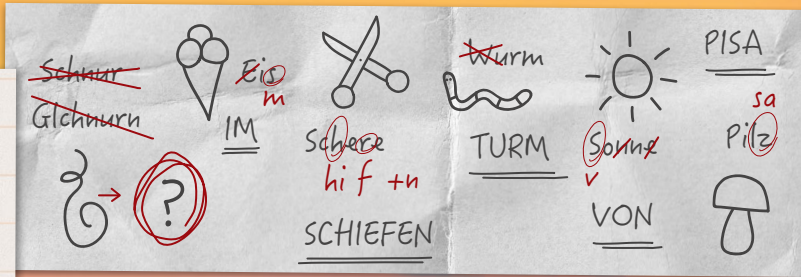 Schnur
Glchnurn
?
Eis
m
IM
Schere
hi f +n
SCHIEFEN
Wurm
TURM
Sonne
v
VON
PISA
sa
Pilz